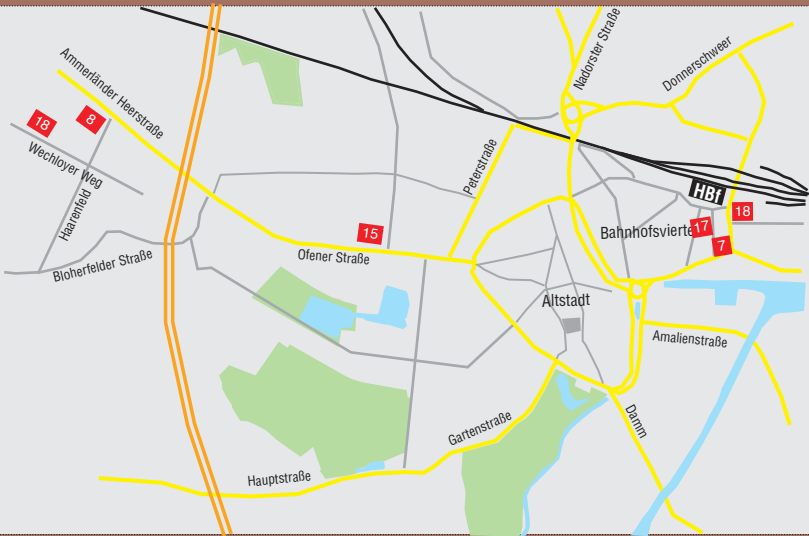 Nadorster Straße
Donnerschweer
Ammerländer Heerstraße
18
8
Wechloyer Weg
Haarenfeld
Bloherfelder Straße
Peterstraße
HBf
18
15
17
7
Bahnhofsvierte
Ofener Straße
Altstadt
Amalienstraße
Gartenstraße
Damm
Hauptstraße